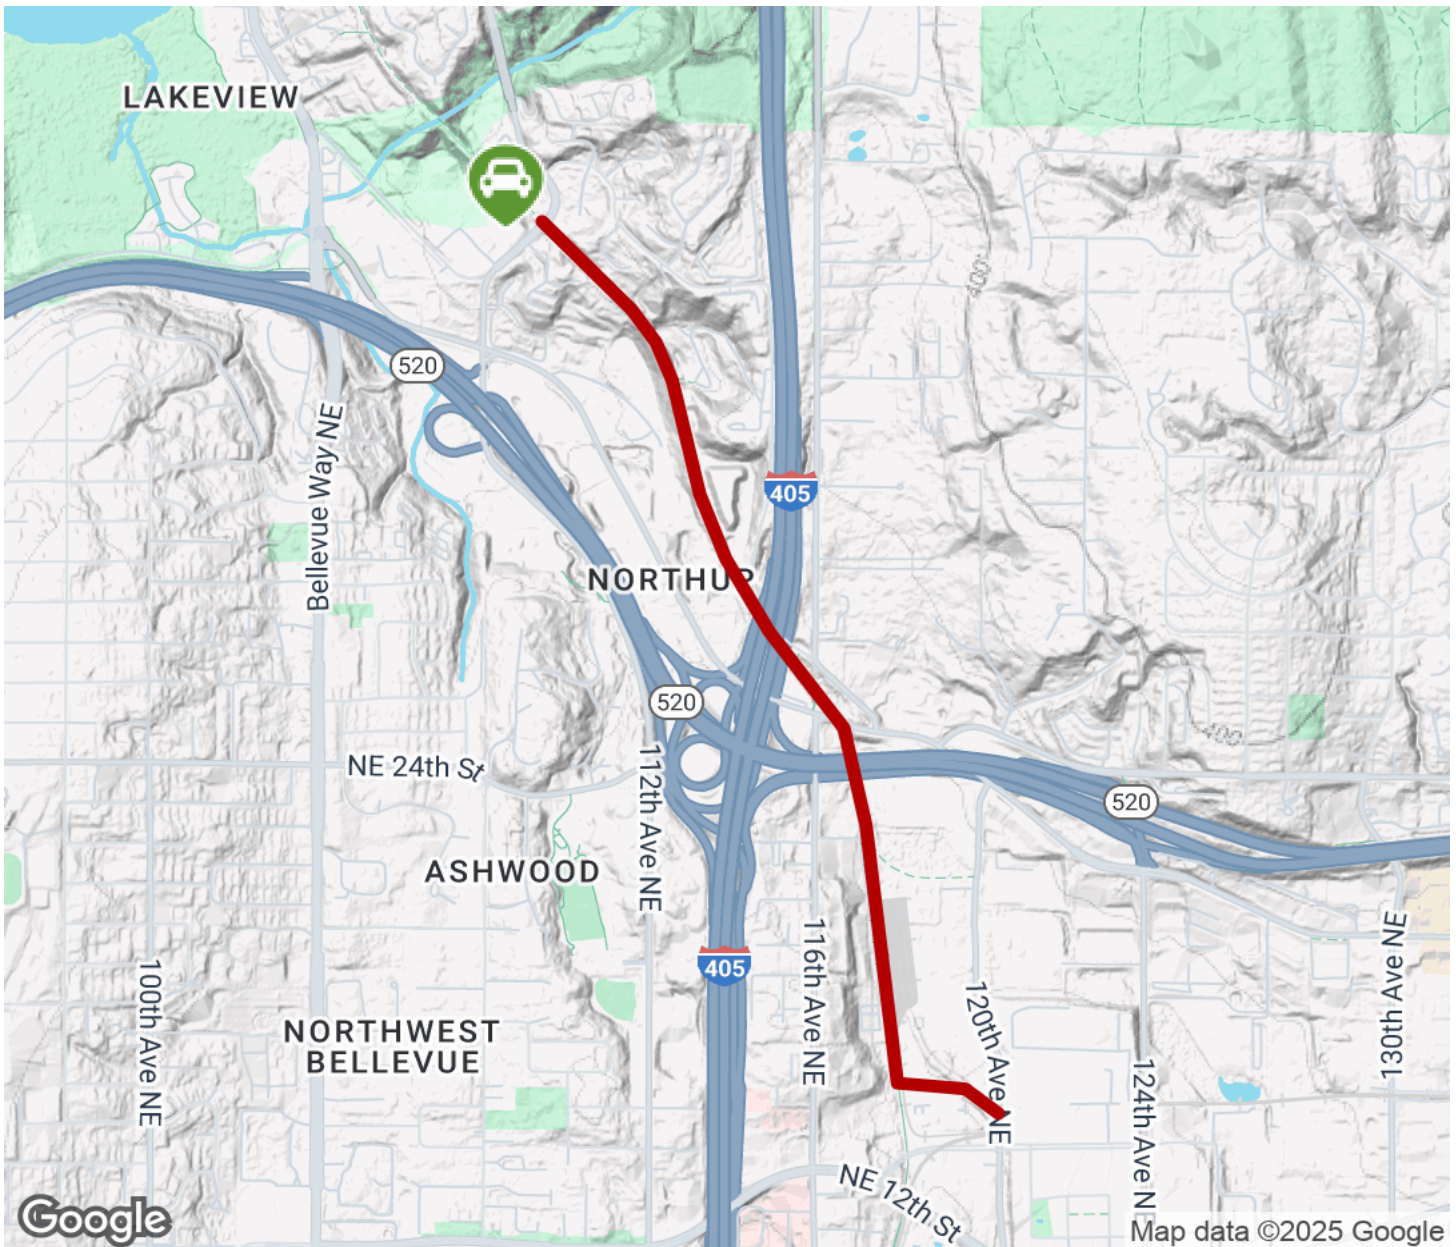 LAKEVIEW
520
Bellevue Way NE
405
400
NORTHUP
520
400
NE 24th St
112th Ave NE
520
ASHWOOD
405
116th Ave NE
120th Ave NE
130th Ave NE
100th Ave NE
NORTHWEST
BELLEVUE
124th Ave NE
NE 12th St
Google
Map data ©2025 Google